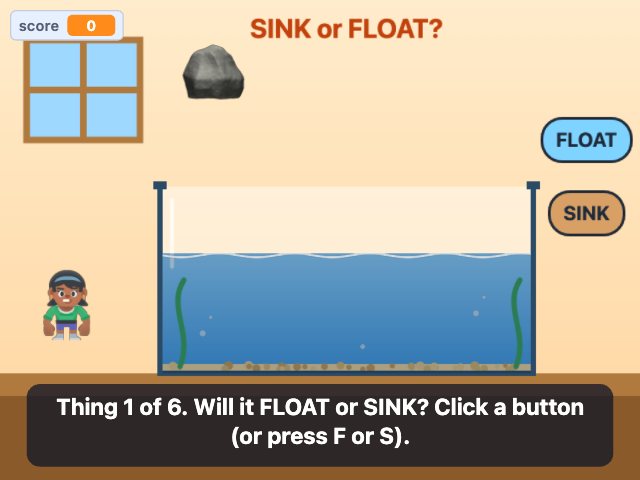 score 0
SINK or FLOAT?
FLOAT
SINK
Thing 1 of 6. Will it FLOAT or SINK? Click a button
(or press F or S).